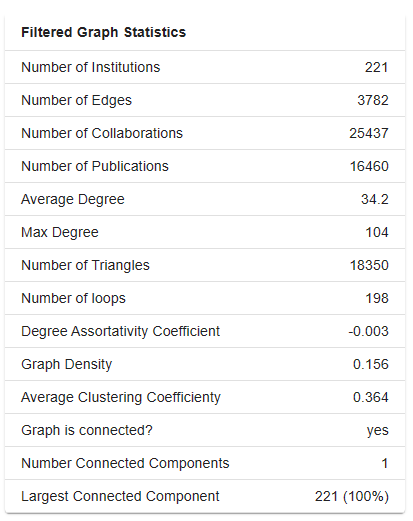 Filtered Graph Statistics
Number of Institutions 221
Number of Edges 3782
Number of Collaborations 25437
Number of Publications 16460
Average Degree 34.2
Max Degree 104
Number of Triangles 18350
Number of loops 198
Degree Assortativity Coefficient -0.003
Graph Density 0.156
Average Clustering Coefficienty 0.364
Graph is connected? yes
Number Connected Components 1
Largest Connected Component 221 (100%)